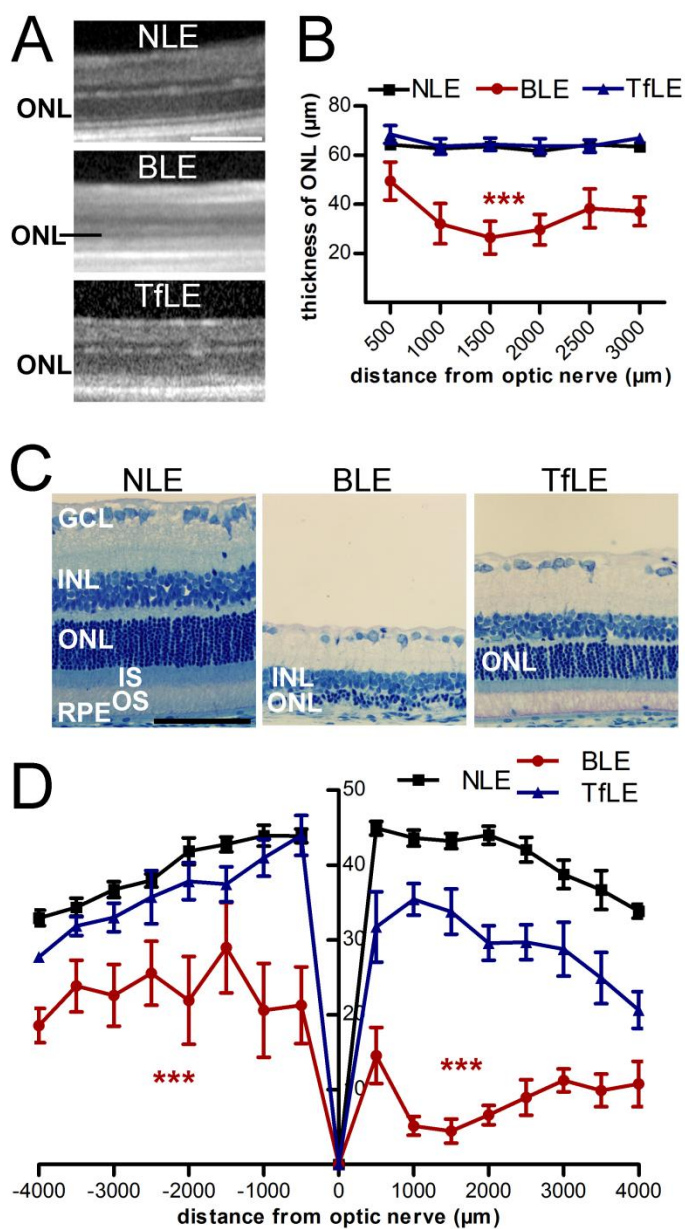 A
NLE
ONL
BLE
ONL
TfLE
ONL
B
NLE BLE TfLE
thickness of ONL (µm)
80
60
40
20
***
500 1000 1500 2000 2500 3000
distance from optic nerve (µm)
C
NLE BLE TfLE
GCL
INL
ONL
IS
OS
RPE
INL
ONL
ONL
D
NLE
BLE
TfLE
50
40
30
20
10
***
***
-4000 -3000 -2000 -1000 0 1000 2000 3000 4000
distance from optic nerve (µm)